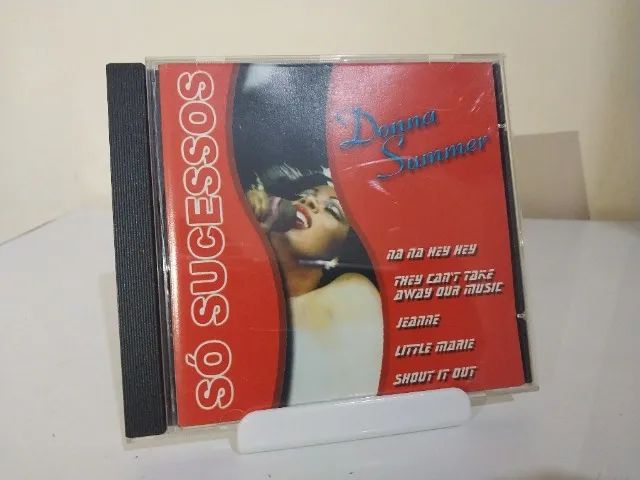 SÓ SUCESSOS
Donna
Summer
NA NA HEY HEY
THEY CAN'T TAKE
AWAY OUR MUSIC
JEANNE
LITTLE MARIE
SHOUT IT OUT